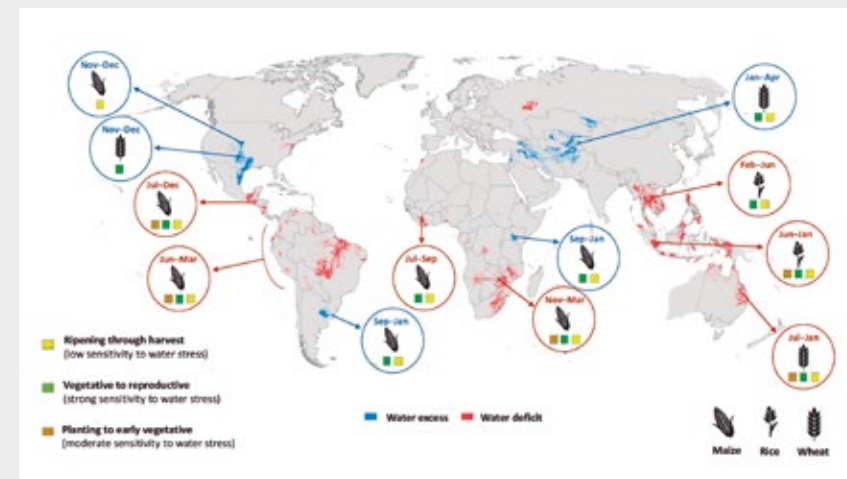 Nov-Dec
Nov-Dec
Jul-Dec
Jun-Mar
Jan-Apr
Feb-Jun
Jun-Jan
Jul-Sep
Sep-Jan
Nov-Mar
Sep-Jan
Jul-Jan
Ripening through harvest
(low sensitivity to water stress)
Vegetative to reproductive
(strong sensitivity to water stress)
Planting to early vegetative
(moderate sensitivity to water stress)
Water excess
Water deficit
Maize
Rice
Wheat